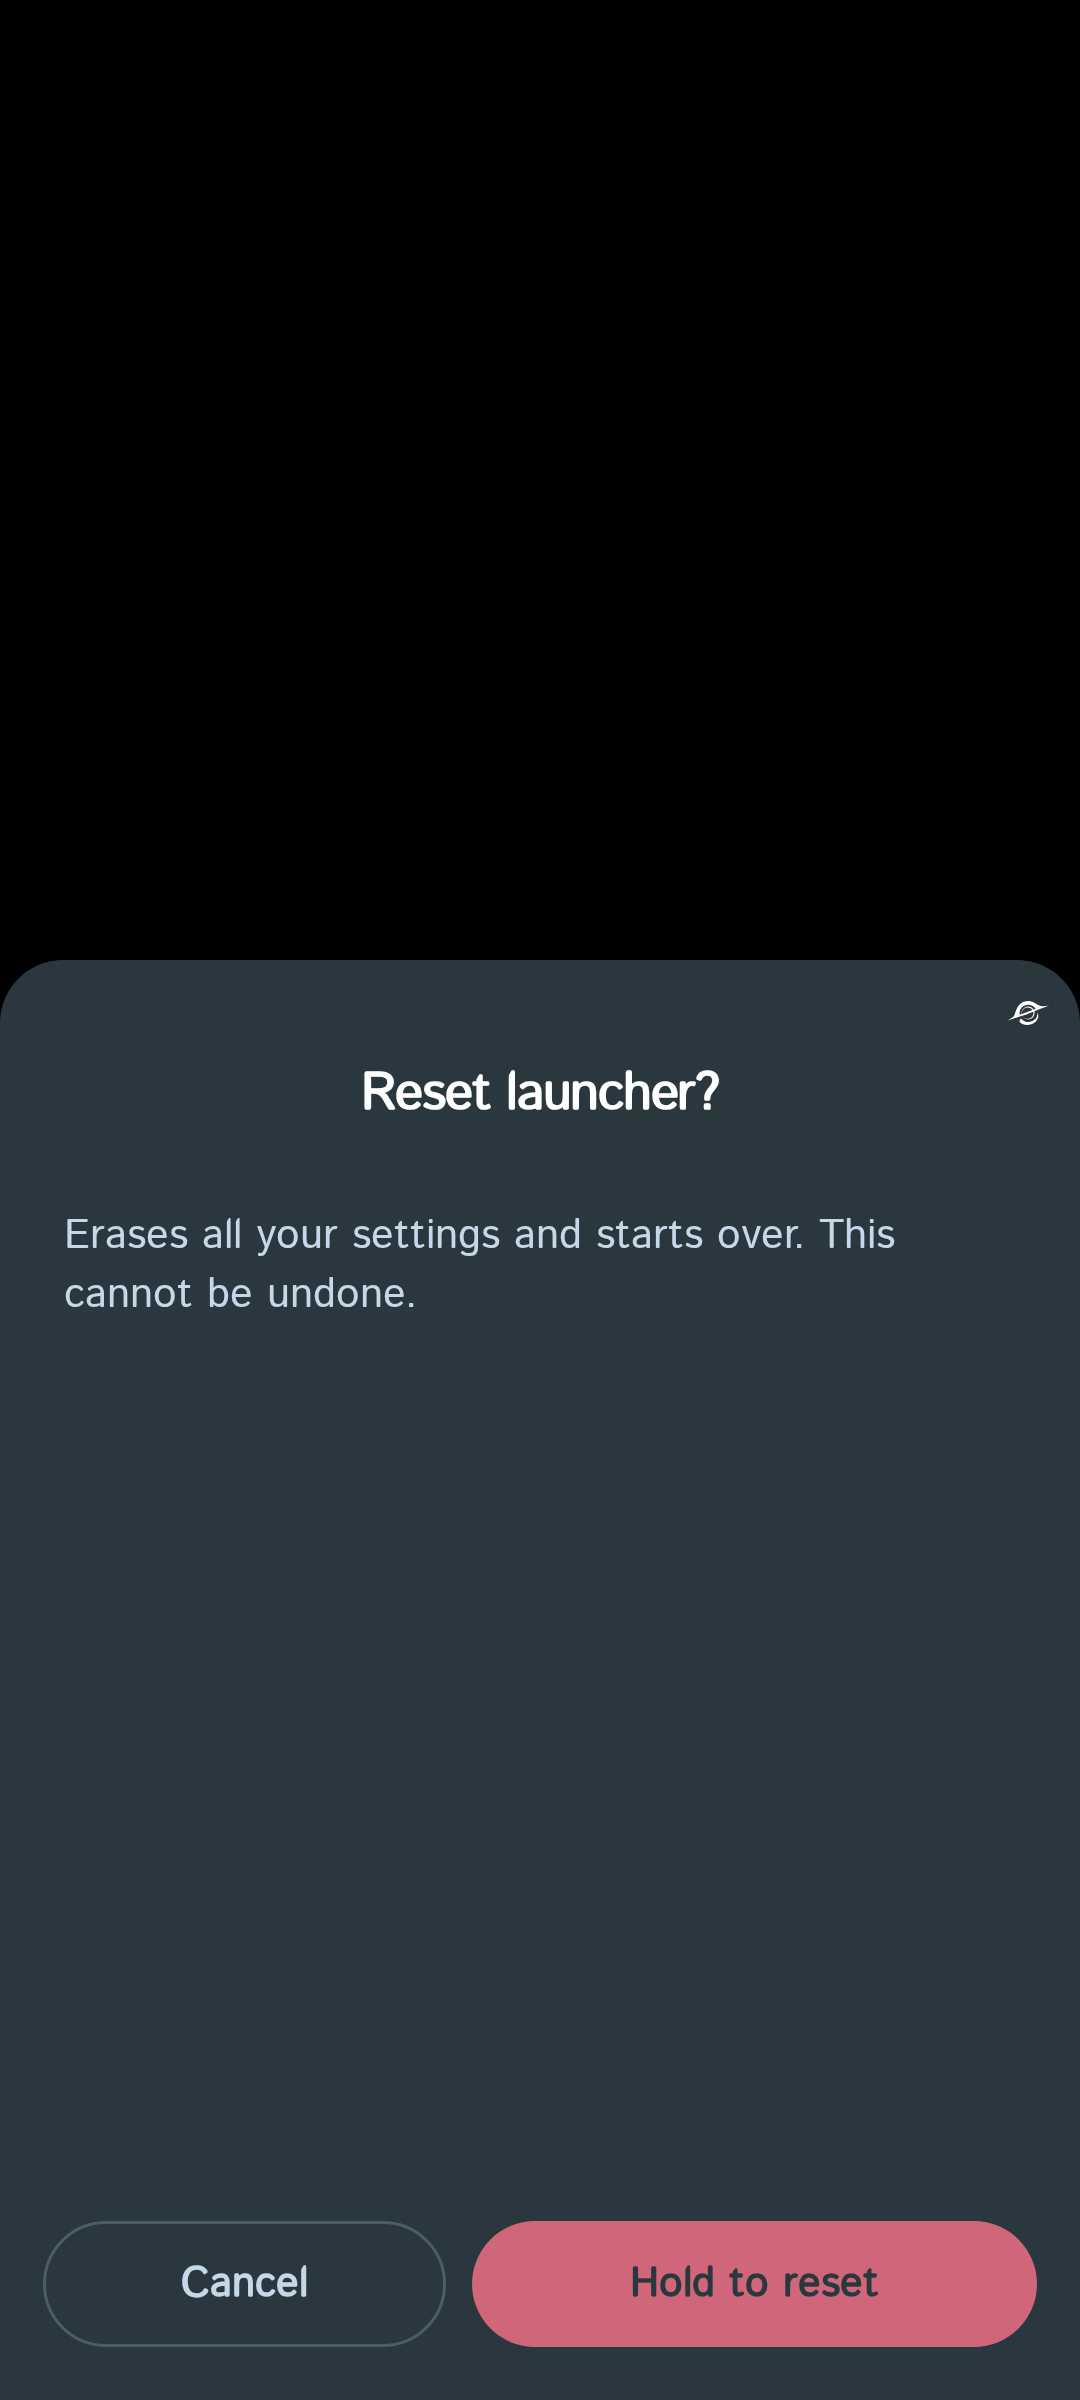 Reset launcher?
Erases all your settings and starts over. This
cannot be undone.
Cancel
Hold to reset